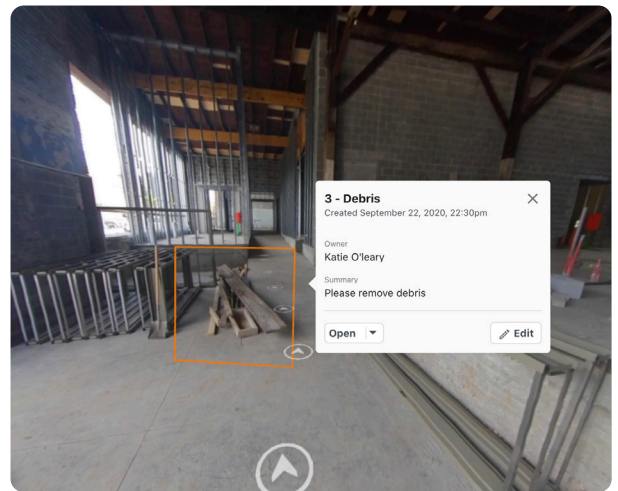 3 - Debris
Created September 22, 2020, 22:30pm
Owner
Katie O'leary
Summary
Please remove debris
Open
Edit